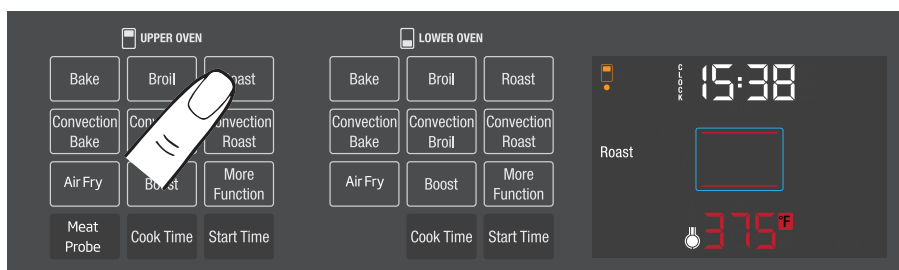 UPPER OVEN
Bake
Broil
Roast
Convection
Bake
Convection
Roast
Air Fry
Boost
More
Function
Meat
Probe
Cook Time
Start Time
LOWER OVEN
Bake
Broil
Roast
Convection
Bake
Convection
Broil
Convection
Roast
Air Fry
Boost
More
Function
Cook Time
Start Time
CLOCK
15:38
Roast
375°F